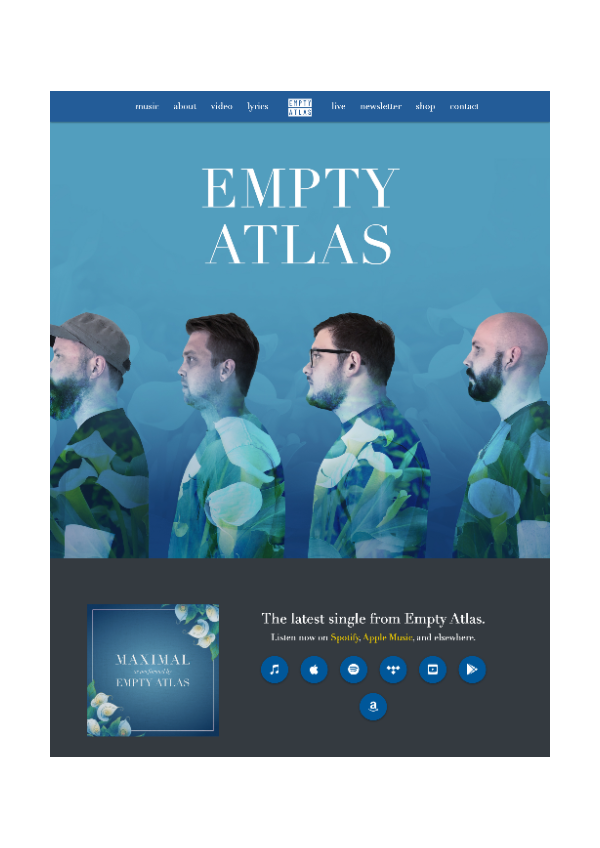 music about video lyrics EMPTY ATLAS live newsletter shop contact
EMPTY
ATLAS
The latest single from Empty Atlas.
Listen now on Spotify, Apple Music, and elsewhere.
MAXIMAL
as performed by
EMPTY ATLAS
a